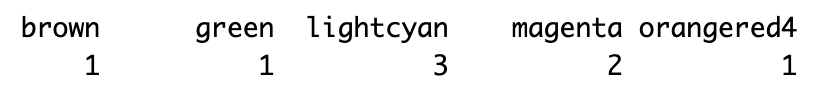 brown green lightcyan magenta orangered4
1 1 3 2 1